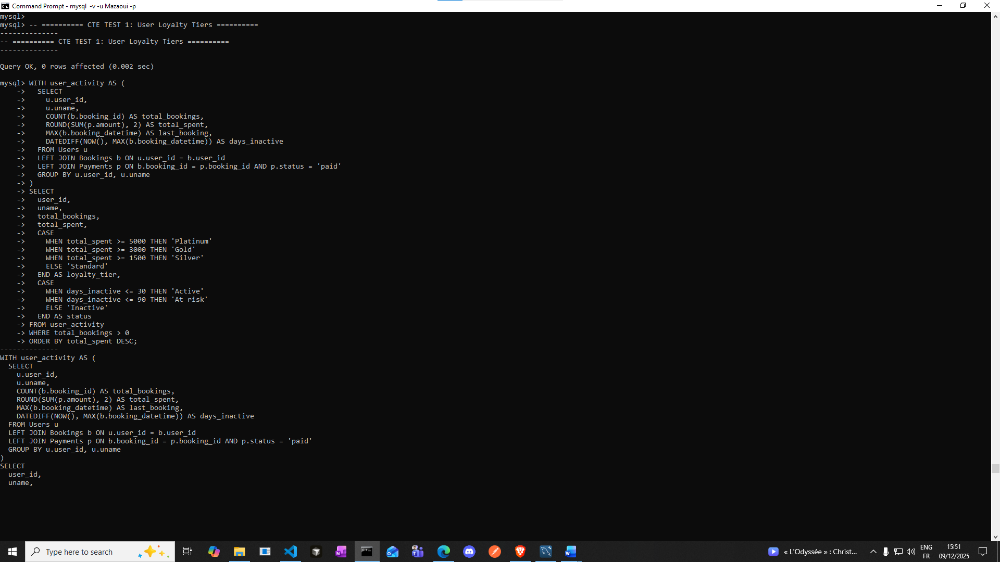 Command Prompt - mysql  -v -u Mazaoui -p
mysql>
mysql> -- ========== CTE TEST 1: User Loyalty Tiers ==========
--------------
-- ========== CTE TEST 1: User Loyalty Tiers ==========
--------------
Query OK, 0 rows affected (0.002 sec)
mysql> WITH user_activity AS (
    ->   SELECT
    ->     u.user_id,
    ->     u.uname,
    ->     COUNT(b.booking_id) AS total_bookings,
    ->     ROUND(SUM(p.amount), 2) AS total_spent,
    ->     MAX(b.booking_datetime) AS last_booking,
    ->     DATEDIFF(NOW(), MAX(b.booking_datetime)) AS days_inactive
    ->   FROM Users u
    ->   LEFT JOIN Bookings b ON u.user_id = b.user_id
    ->   LEFT JOIN Payments p ON b.booking_id = p.booking_id AND p.status = 'paid'
    ->   GROUP BY u.user_id, u.uname
    -> )
    -> SELECT
    ->   user_id,
    ->   uname,
    ->   total_bookings,
    ->   total_spent,
    ->   CASE
    ->     WHEN total_spent >= 5000 THEN 'Platinum'
    ->     WHEN total_spent >= 3000 THEN 'Gold'
    ->     WHEN total_spent >= 1500 THEN 'Silver'
    ->     ELSE 'Standard'
    ->   END AS loyalty_tier,
    ->   CASE
    ->     WHEN days_inactive <= 30 THEN 'Active'
    ->     WHEN days_inactive <= 90 THEN 'At risk'
    ->     ELSE 'Inactive'
    ->   END AS status
    -> FROM user_activity
    -> WHERE total_bookings > 0
    -> ORDER BY total_spent DESC;
--------------
WITH user_activity AS (
  SELECT
    u.user_id,
    u.uname,
    COUNT(b.booking_id) AS total_bookings,
    ROUND(SUM(p.amount), 2) AS total_spent,
    MAX(b.booking_datetime) AS last_booking,
    DATEDIFF(NOW(), MAX(b.booking_datetime)) AS days_inactive
  FROM Users u
  LEFT JOIN Bookings b ON u.user_id = b.user_id
  LEFT JOIN Payments p ON b.booking_id = p.booking_id AND p.status = 'paid'
  GROUP BY u.user_id, u.uname
)
SELECT
  user_id,
  uname,
Type here to search
« L'Odyssée » : Christ...
ENG
FR
15:51
09/12/2025